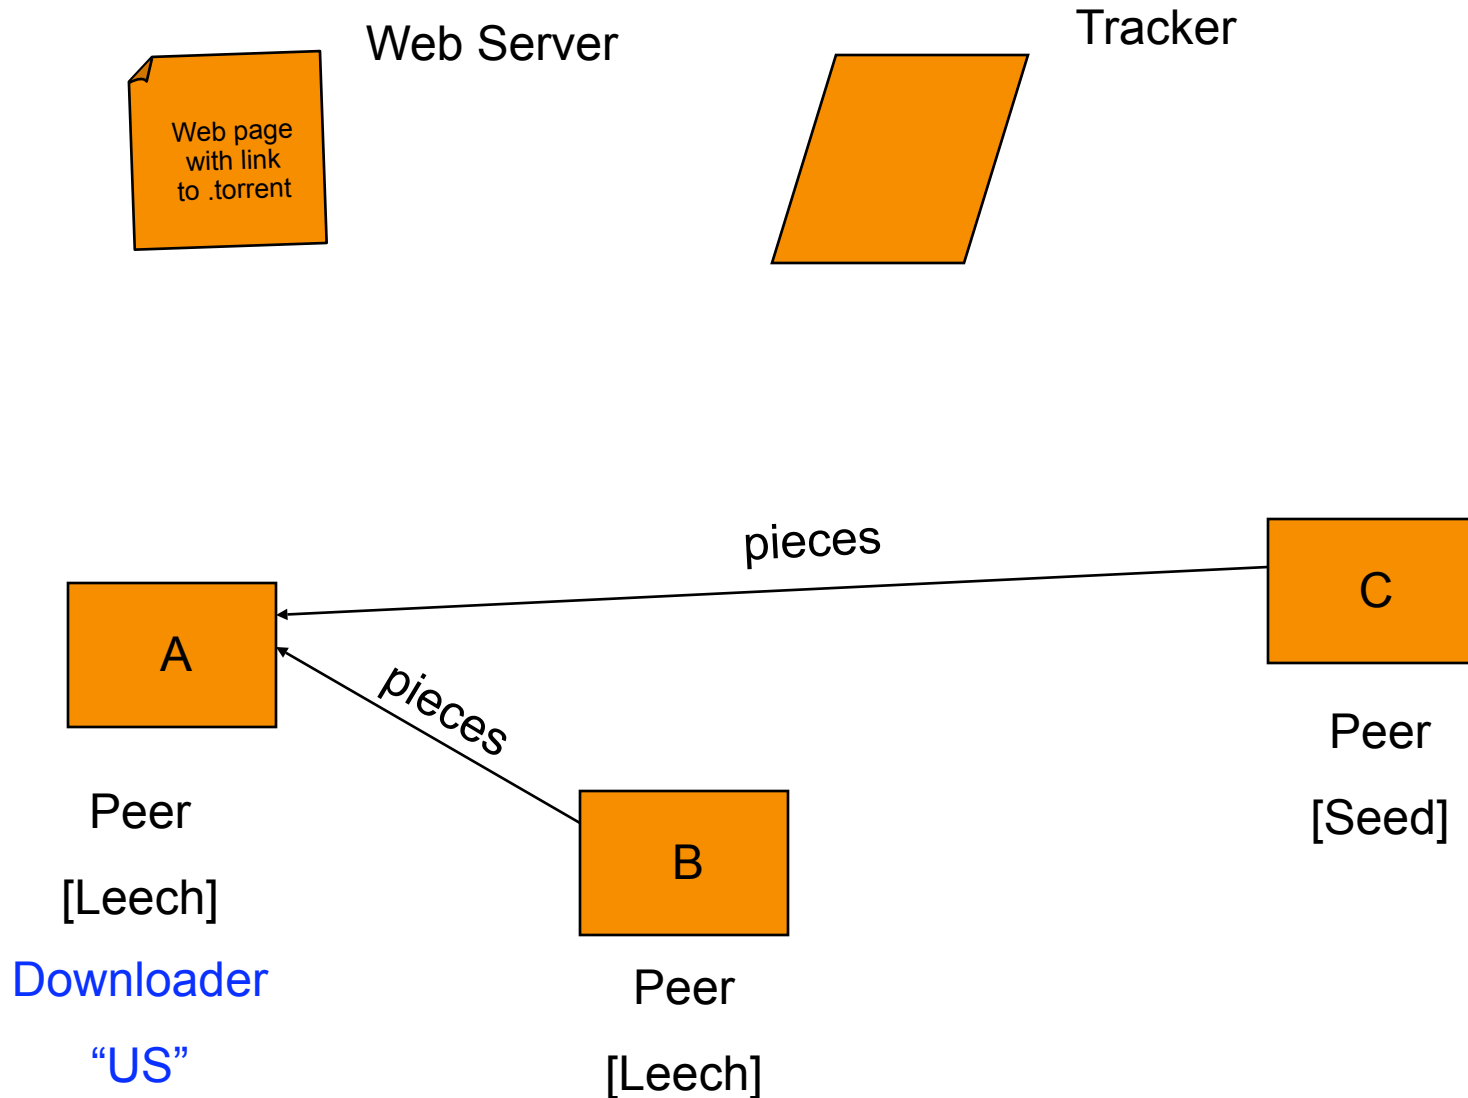 Web Server
Tracker
Web page
with link
to .torrent
pieces
C
A
pieces
Peer
[Seed]
Peer
[Leech]
B
Downloader
“US”
Peer
[Leech]